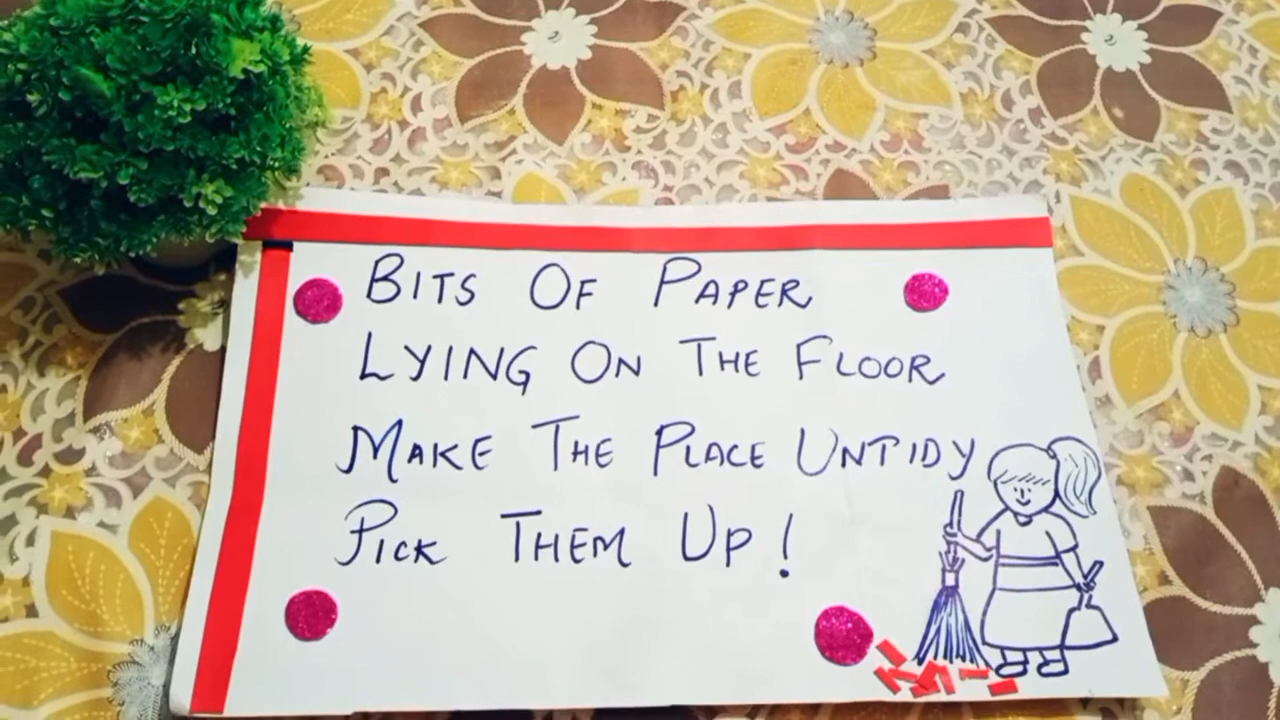 Bits Of Paper
Lying On The Floor
Make The Place Untidy
Pick Them Up!